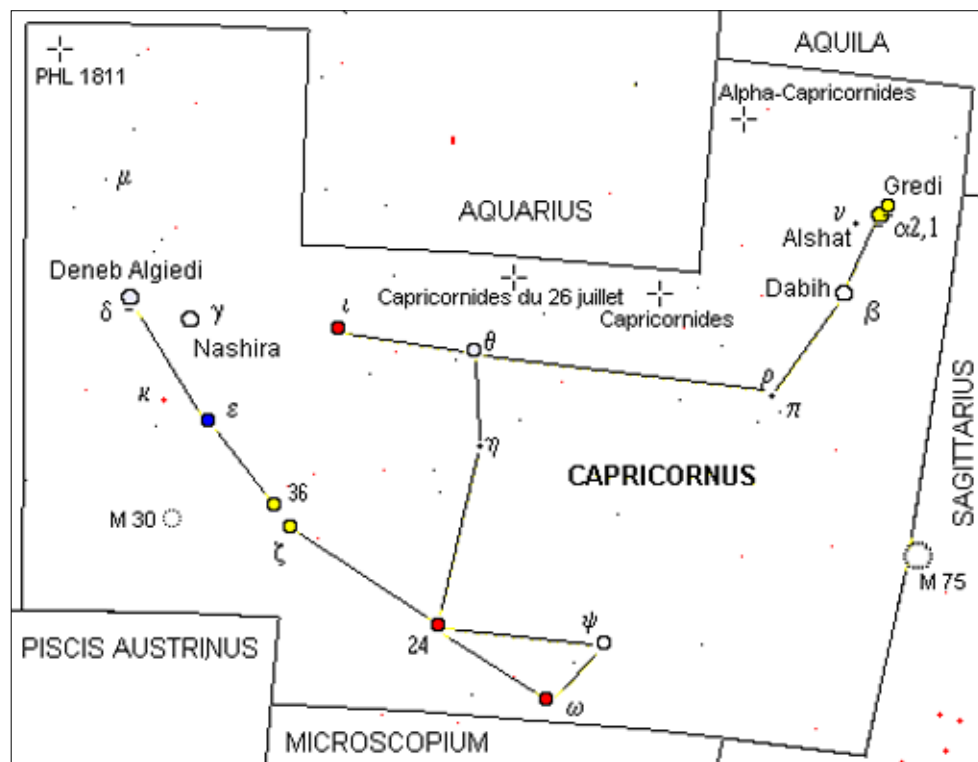 AQUILA
PHL 1811
Alpha-Capricornides
μ
Gredi
AQUARIUS
ν
Alshat
α2,1
Deneb Algiedi
δ
γ
Nashira
Capricornides du 26 juillet
Capricornides
Dabih
β
ι
θ
ρ
π
κ
ε
η
CAPRICORNUS
SAGITTARIUS
36
M 30
ζ
M 75
24
ψ
PISCIS AUSTRINUS
ω
MICROSCOPIUM